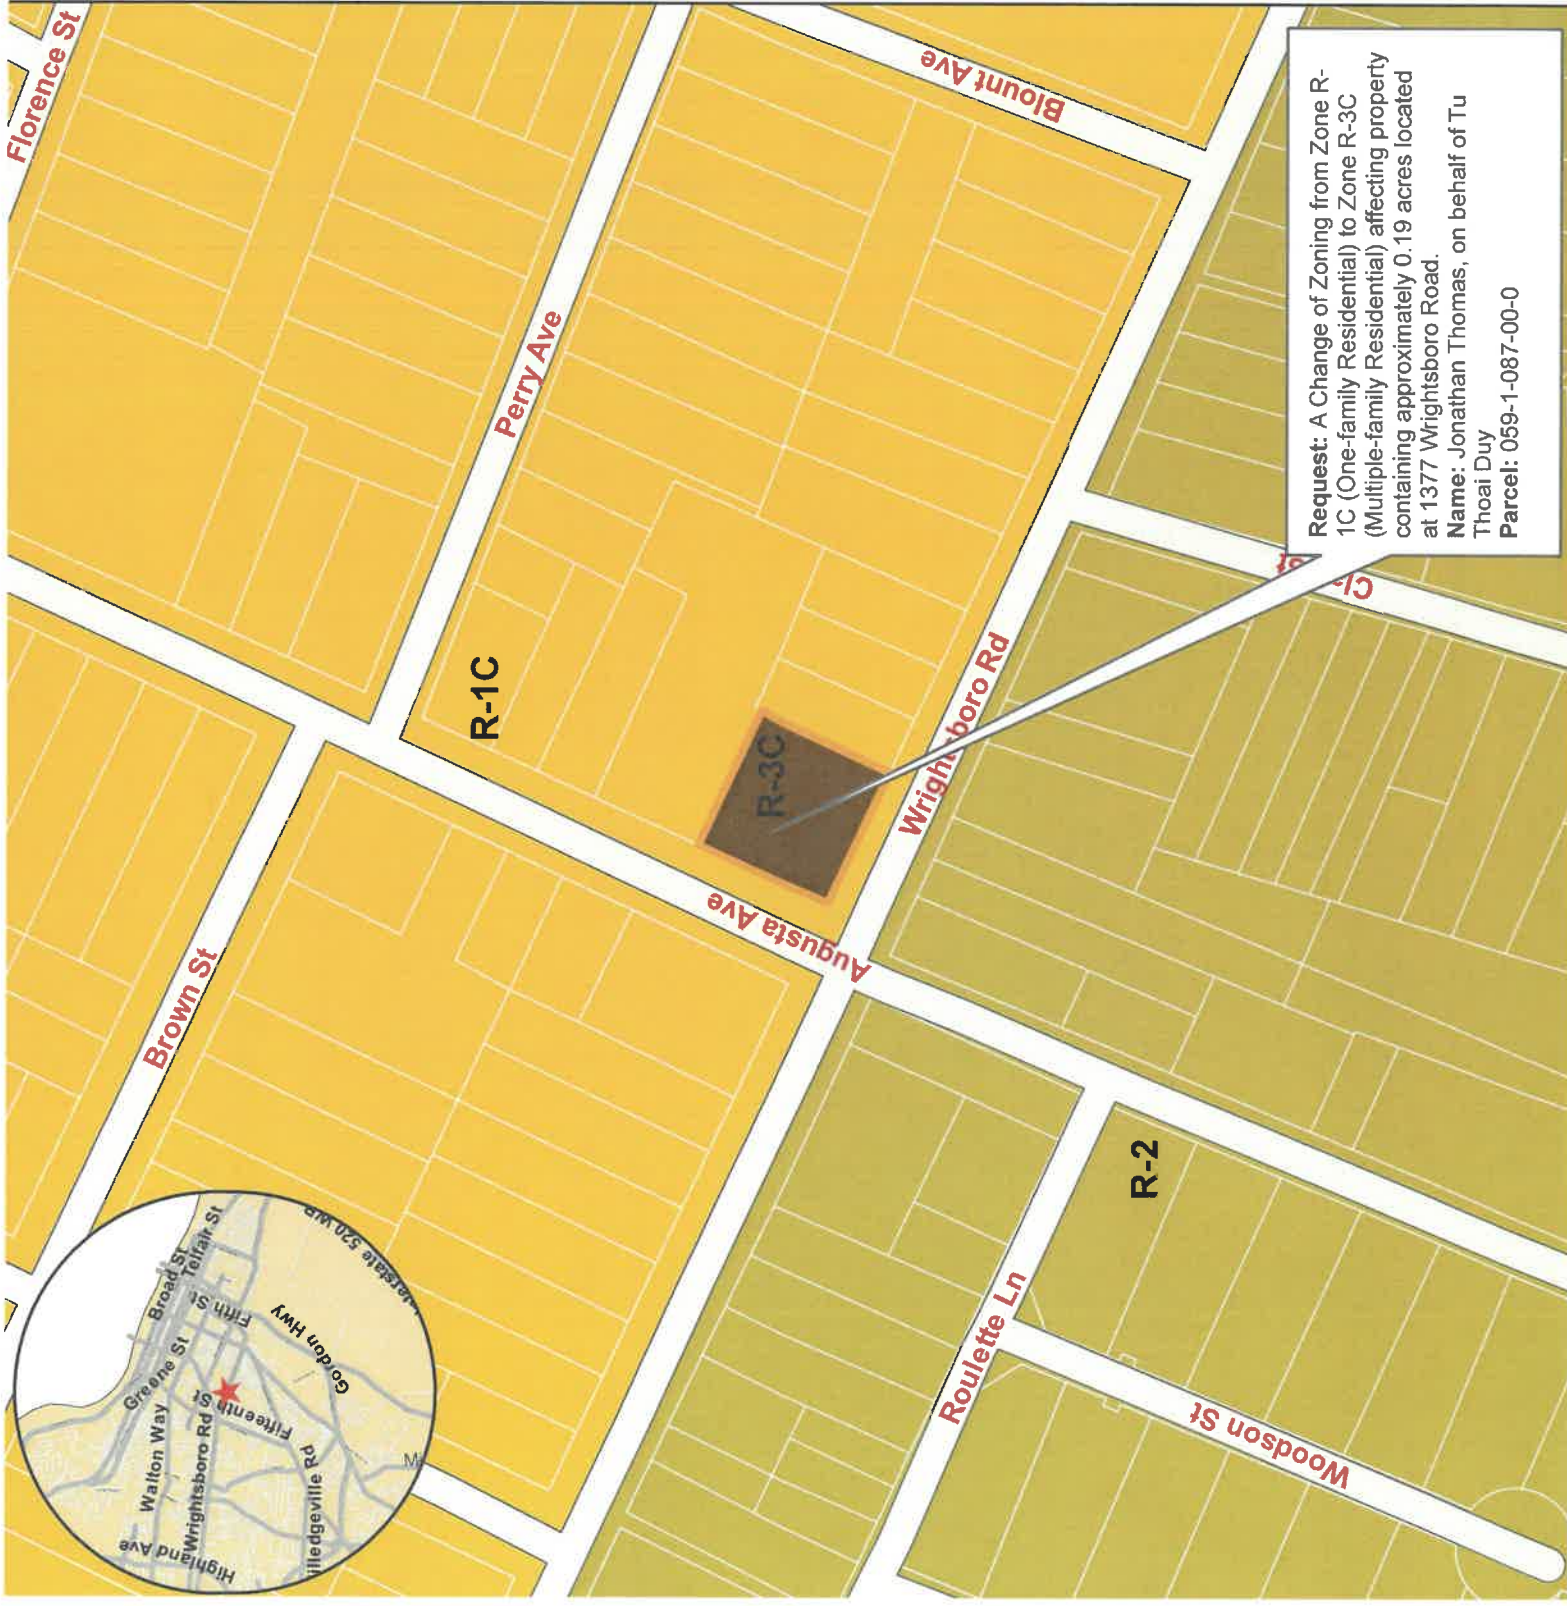 Florence St
Blount Ave
Perry Ave
R-1C
Brown St
R-3C
Augusta Ave
Wrightsboro Rd
R-2
Roulette Ln
Woodson St
Request: A Change of Zoning from Zone R-
1C (One-family Residential) to Zone R-3C
(Multiple-family Residential) affecting property
containing approximately 0.19 acres located
at 1377 Wrightsboro Road.
Name: Jonathan Thomas, on behalf of Tu
Thoai Duy
Parcel: 059-1-087-00-0
Broad St
Telfair St
Greene St
Fifth St
Walton Way
Wrightsboro Rd
Fifteenth St
Gordon Hwy
Highland Ave
illedgeville Rd
nterstate 520 WB
M